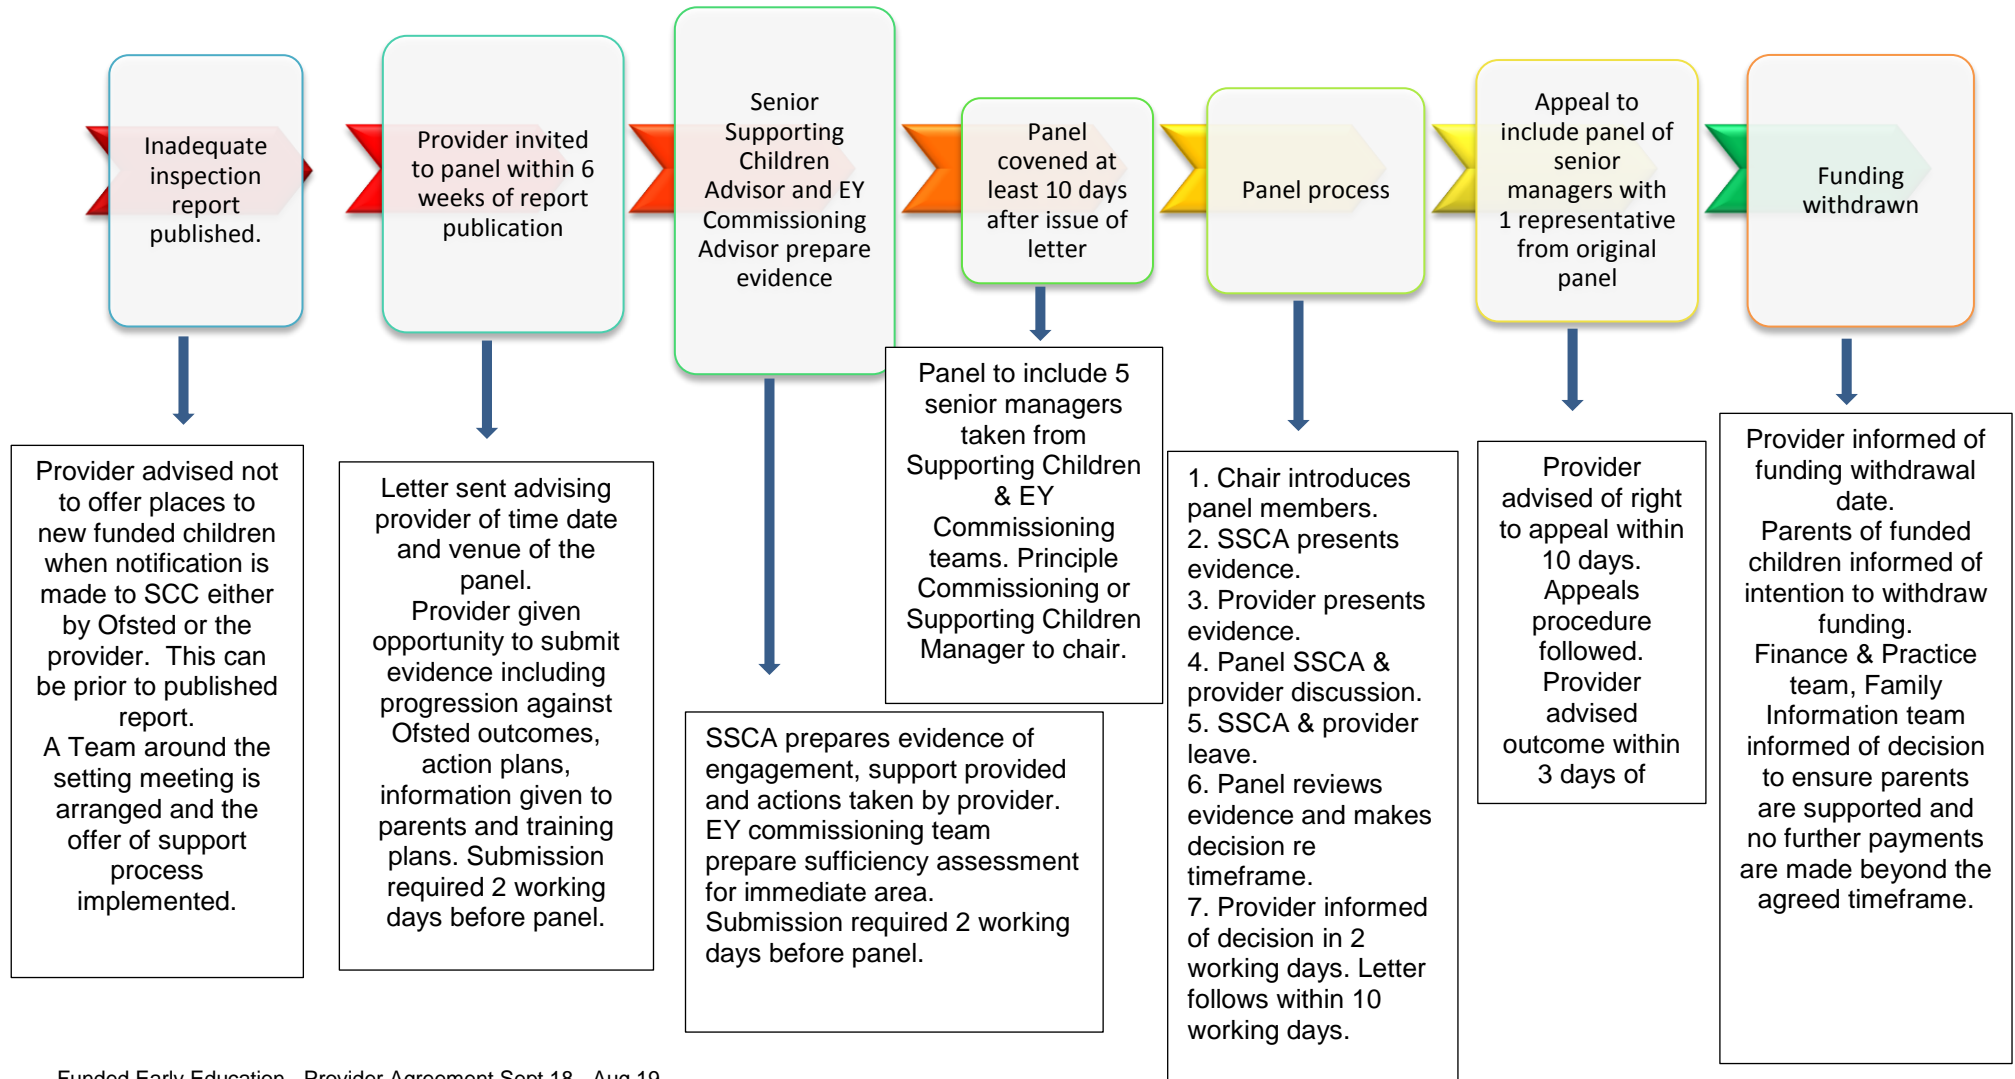 Inadequate
inspection
report
published.
Provider invited
to panel within 6
weeks of report
publication
Senior
Supporting
Children
Advisor and EY
Commissioning
Advisor prepare
evidence
Panel
covened at
least 10 days
after issue of
letter
Panel process
Appeal to
include panel of
senior
managers with
1 representative
from original
panel
Funding
withdrawn
Provider advised not
to offer places to
new funded children
when notification is
made to SCC either
by Ofsted or the
provider.  This can
be prior to published
report.
A Team around the
setting meeting is
arranged and the
offer of support
process
implemented.
Letter sent advising
provider of time date
and venue of the
panel.
Provider given
opportunity to submit
evidence including
progression against
Ofsted outcomes,
action plans,
information given to
parents and training
plans. Submission
required 2 working
days before panel.
SSCA prepares evidence of
engagement, support provided
and actions taken by provider.
EY commissioning team
prepare sufficiency assessment
for immediate area.
Submission required 2 working
days before panel.
Panel to include 5
senior managers
taken from
Supporting Children
& EY
Commissioning
teams. Principle
Commissioning or
Supporting Children
Manager to chair.
1. Chair introduces
panel members.
2. SSCA presents
evidence.
3. Provider presents
evidence.
4. Panel SSCA &
provider discussion.
5. SSCA & provider
leave.
6. Panel reviews
evidence and makes
decision re
timeframe.
7. Provider informed
of decision in 2
working days. Letter
follows within 10
working days.
Provider
advised of right
to appeal within
10 days.
Appeals
procedure
followed.
Provider
advised
outcome within
3 days of
Provider informed of
funding withdrawal
date.
Parents of funded
children informed of
intention to withdraw
funding.
Finance & Practice
team, Family
Information team
informed of decision
to ensure parents
are supported and
no further payments
are made beyond the
agreed timeframe.
Funded Early Education - Provider Agreement Sept 18 - Aug 19